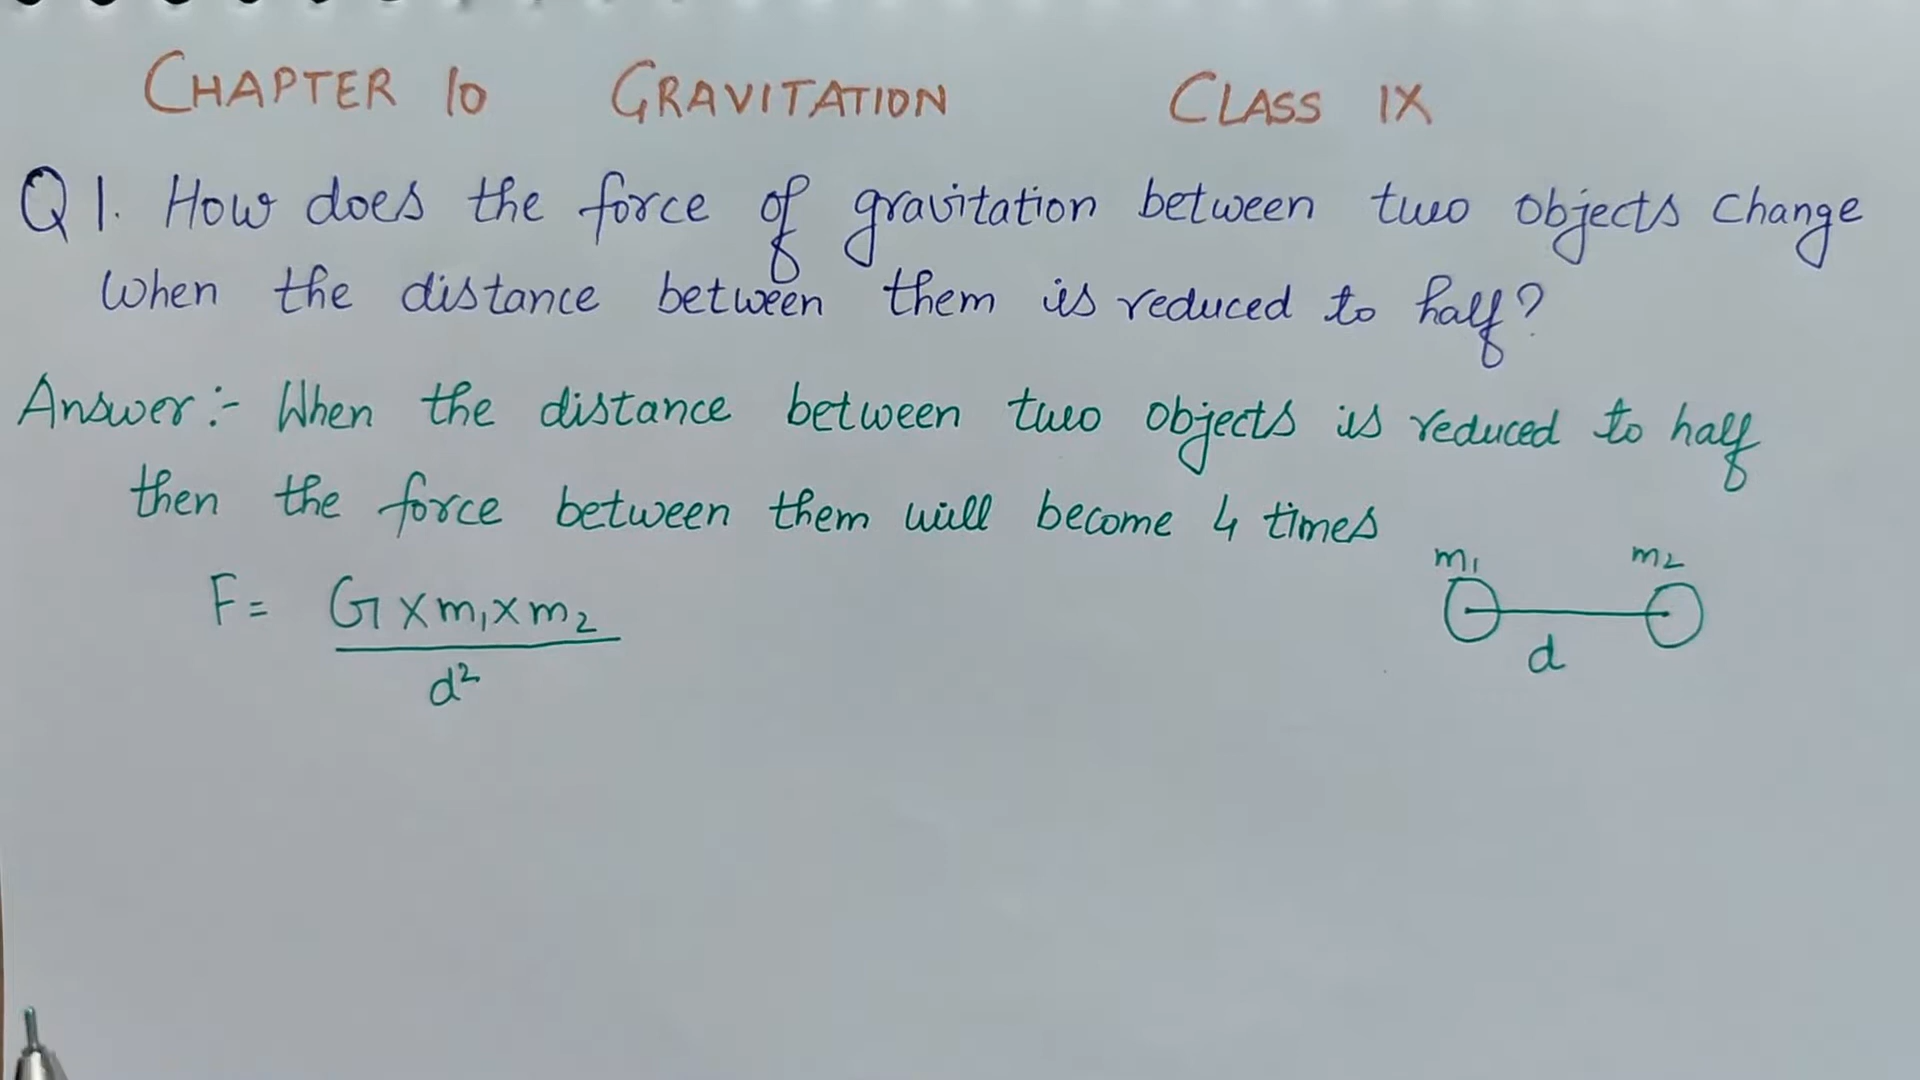 CHAPTER 10 GRAVITATION CLASS IX
Q1. How does the force of gravitation between two objects change
when the distance between them is reduced to half?
Answer:- When the distance between two objects is reduced to half
then the force between them will become 4 times
m1 m2
F = G x m1 x m2
d
d²